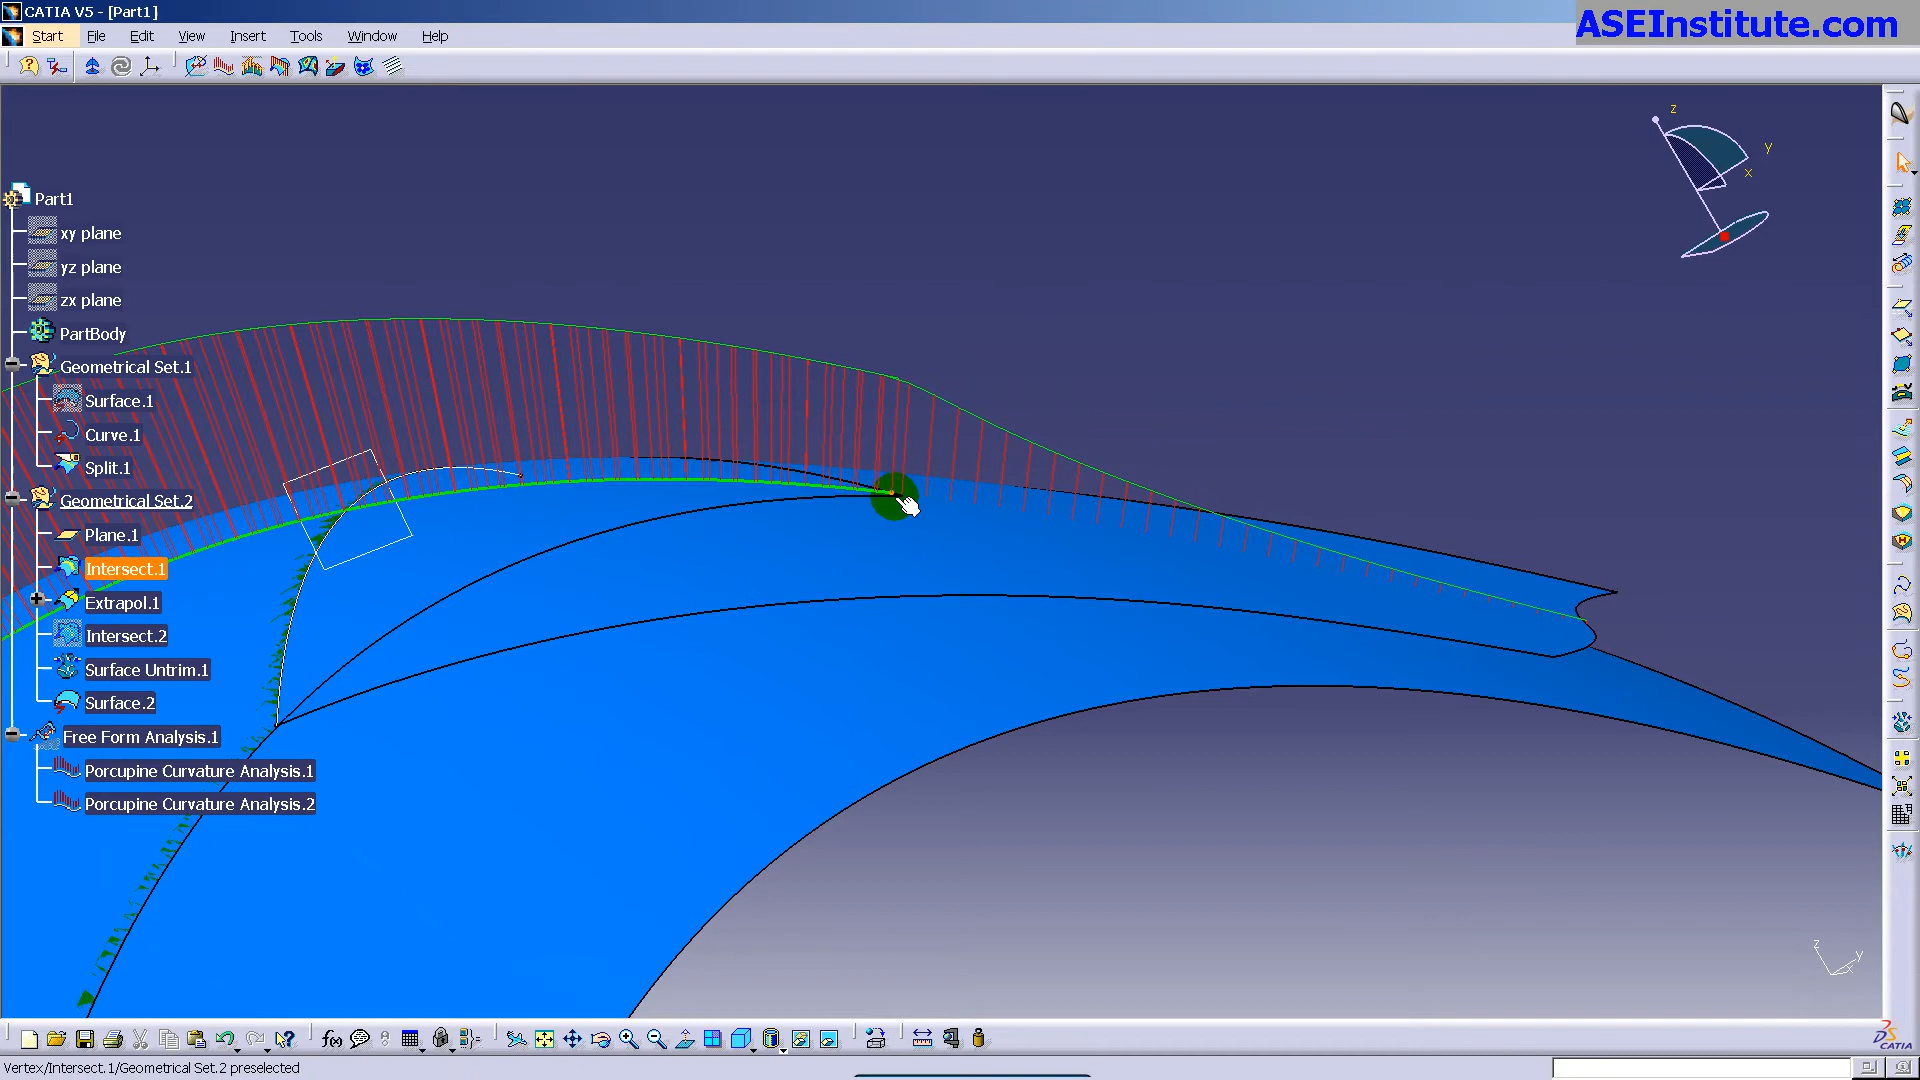 CATIA V5 - [Part1]
ASEInstitute.com
Start File Edit View Insert Tools Window Help
z
y
x
Part1
xy plane
yz plane
zx plane
PartBody
Geometrical Set.1
Surface.1
Curve.1
Split.1
Geometrical Set.2
Plane.1
Intersect.1
Extrapol.1
Intersect.2
Surface Untrim.1
Surface.2
Free Form Analysis.1
Porcupine Curvature Analysis.1
Porcupine Curvature Analysis.2
z
y
x
f(x)
CATIA
Vertex/Intersect.1/Geometrical Set.2 preselected